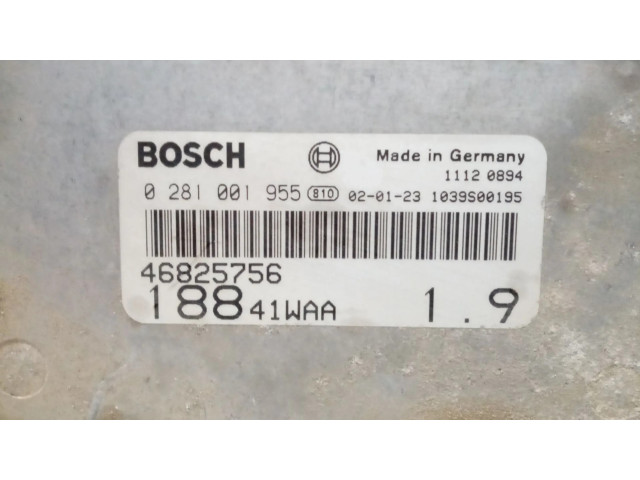 BOSCH Made in Germany
1112 0894
0 281 001 955 810 02-01-23 1039S00195
46825756
188 41WAA 1.9